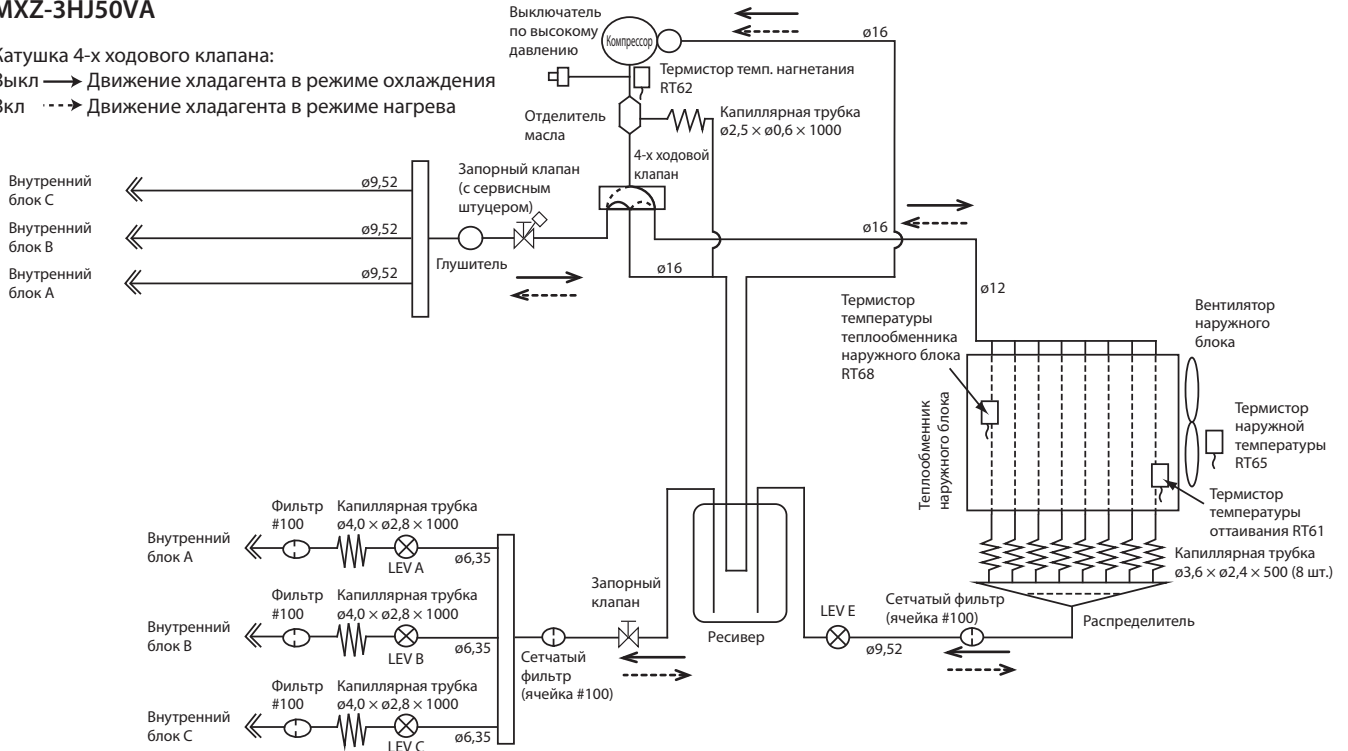 MXZ-3HJ50VA
Катушка 4-х ходового клапана:
Выкл Движение хладагента в режиме охлаждения
Вкл Движение хладагента в режиме нагрева
Выключатель
по высокому
давлению
Компрессор
ø16
Термистор темп. нагнетания
RT62
Отделитель
масла
Капиллярная трубка
ø2,5 × ø0,6 × 1000
4-х ходовой
клапан
Запорный клапан
(с сервисным
штуцером)
Внутренний
блок C
ø9,52
Внутренний
блок B
ø9,52
Внутренний
блок A
ø9,52
Глушитель
ø16
ø16
ø12
Термистор
температуры
теплообменника
наружного блока
RT68
Вентилятор
наружного
блока
Теплообменник
наружного блока
Термистор
наружной
температуры
RT65
Термистор
температуры
оттаивания RT61
Капиллярная трубка
ø3,6 × ø2,4 × 500 (8 шт.)
Распределитель
Сетчатый фильтр
(ячейка #100)
LEV E
ø9,52
Ресивер
Запорный
клапан
Сетчатый
фильтр
(ячейка #100)
Фильтр
#100
Капиллярная трубка
ø4,0 × ø2,8 × 1000
Внутренний
блок A
LEV A
ø6,35
Фильтр
#100
Капиллярная трубка
ø4,0 × ø2,8 × 1000
Внутренний
блок B
LEV B
ø6,35
Фильтр
#100
Капиллярная трубка
ø4,0 × ø2,8 × 1000
Внутренний
блок C
LEV C
ø6,35